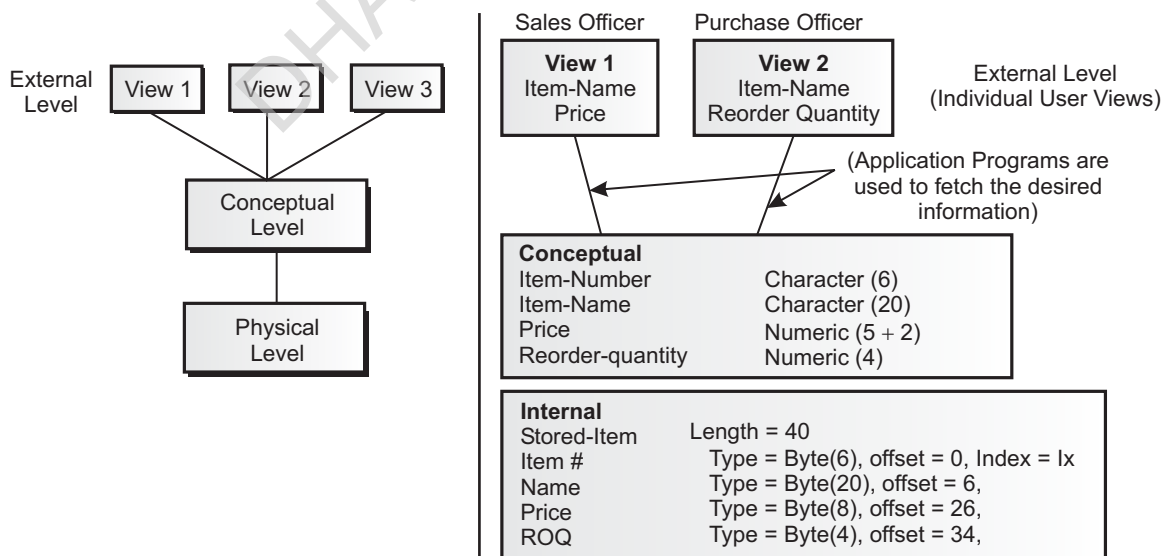 DHA
External
Level
View 1
View 2
View 3
Conceptual
Level
Physical
Level
Sales Officer
Purchase Officer
View 1
Item-Name
Price
View 2
Item-Name
Reorder Quantity
External Level
(Individual User Views)
(Application Programs are
used to fetch the desired
information)
Conceptual
Item-Number Character (6)
Item-Name Character (20)
Price Numeric (5 + 2)
Reorder-quantity Numeric (4)
Internal
Stored-Item Length = 40
Item # Type = Byte(6), offset = 0, Index = Ix
Name Type = Byte(20), offset = 6,
Price Type = Byte(8), offset = 26,
ROQ Type = Byte(4), offset = 34,